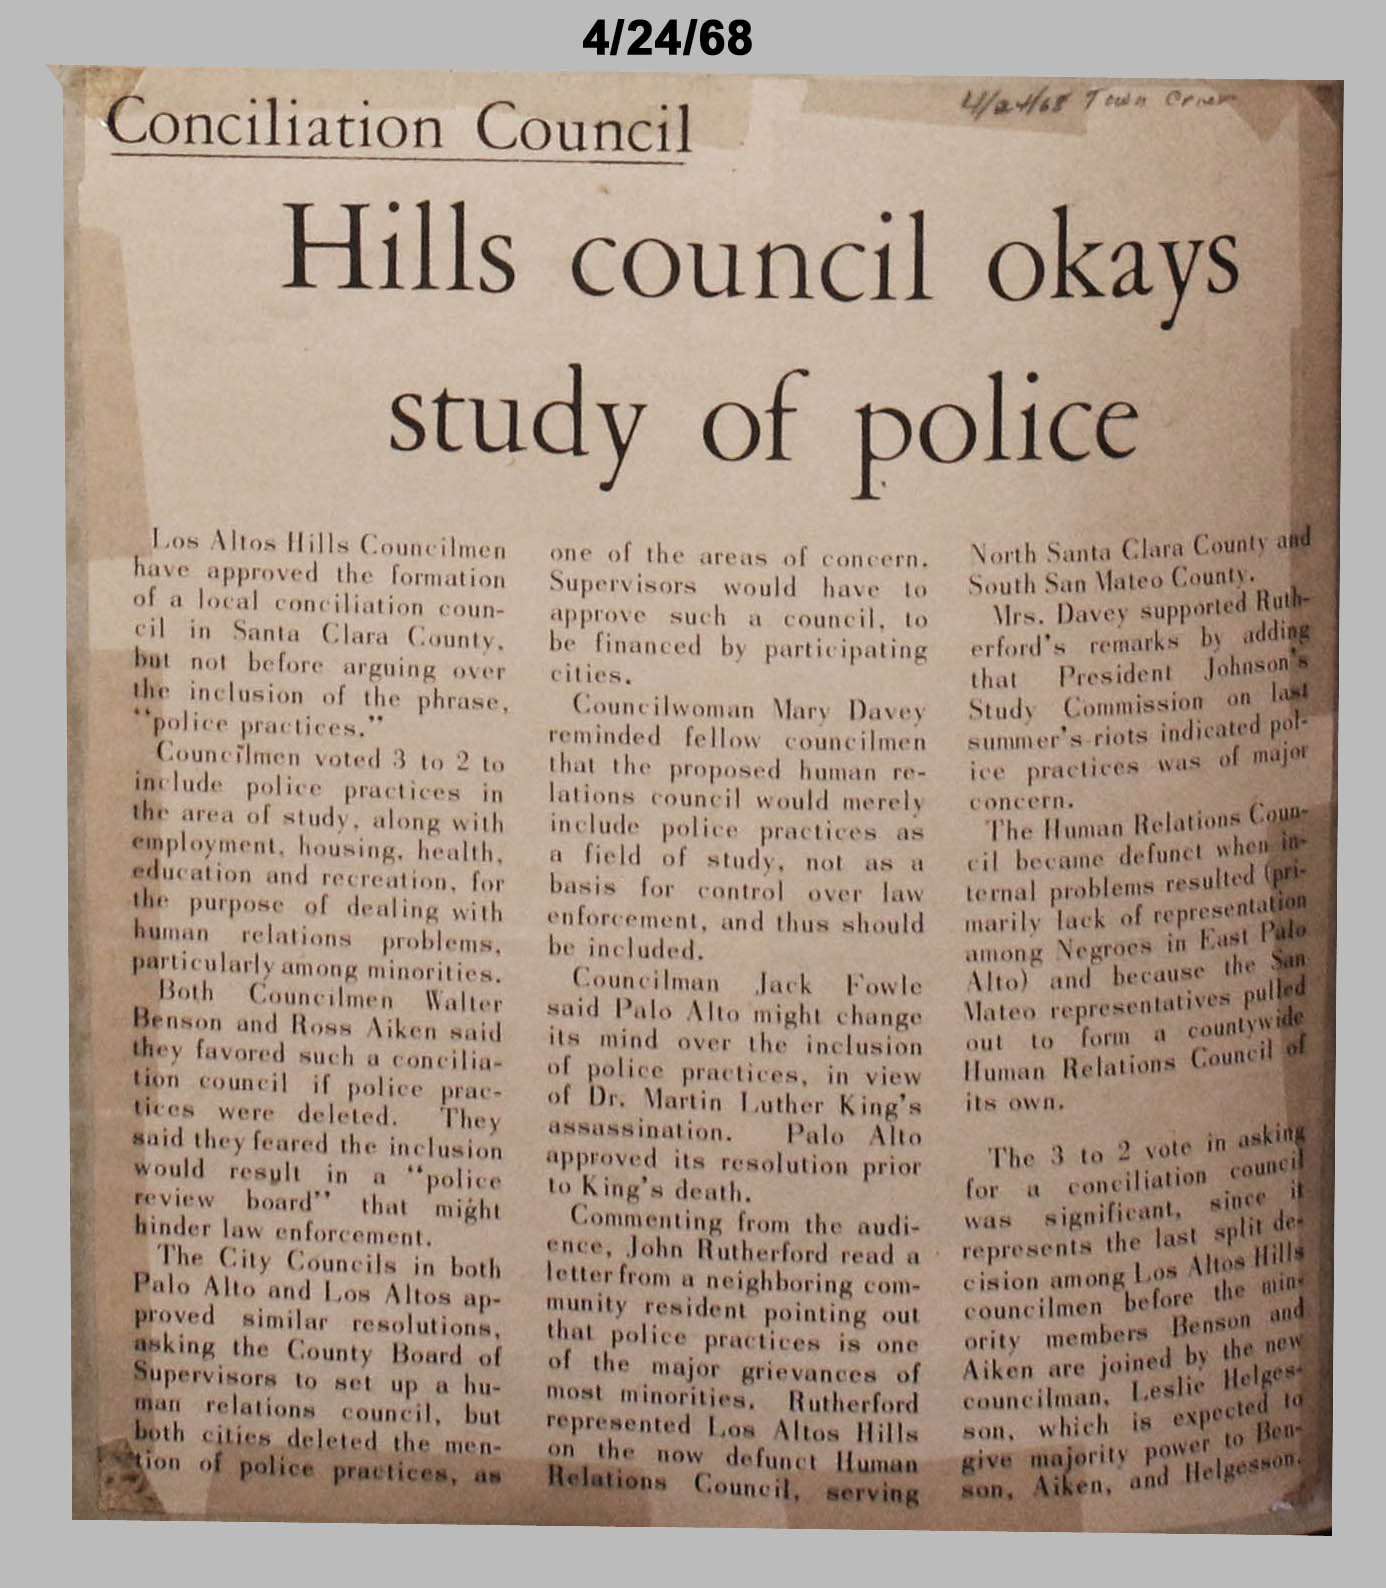 4/24/68
4/24/68 Town Crier
Conciliation Council
Hills council okays
study of police
Los Altos Hills Councilmen
have approved the formation
of a local conciliation coun-
cil in Santa Clara County,
but not before arguing over
the inclusion of the phrase,
"police practices."
Councilmen voted 3 to 2 to
include police practices in
the area of study, along with
employment, housing, health,
education and recreation, for
the purpose of dealing with
human relations problems,
particularly among minorities.
Both Councilmen Walter
Benson and Ross Aiken said
they favored such a concilia-
tion council if police prac-
tices were deleted. They
said they feared the inclusion
would result in a "police
review board" that might
hinder law enforcement.
The City Councils in both
Palo Alto and Los Altos ap-
proved similar resolutions,
asking the County Board of
Supervisors to set up a hu-
man relations council, but
both cities deleted the men-
tion of police practices, as
one of the areas of concern.
Supervisors would have to
approve such a council, to
be financed by participating
cities.
Councilwoman Mary Davey
reminded fellow councilmen
that the proposed human re-
lations council would merely
include police practices as
a field of study, not as a
basis for control over law
enforcement, and thus should
be included.
Councilman Jack Fowle
said Palo Alto might change
its mind over the inclusion
of police practices, in view
of Dr. Martin Luther King's
assassination. Palo Alto
approved its resolution prior
to King's death.
Commenting from the audi-
ence, John Rutherford read a
letter from a neighboring com-
munity resident pointing out
that police practices is one
of the major grievances of
most minorities. Rutherford
represented Los Altos Hills
on the now defunct Human
Relations Council, serving
North Santa Clara County and
South San Mateo County.
Mrs. Davey supported Ruth-
erford's remarks by adding
that President Johnson's
Study Commission on last
summer's riots indicated pol-
ice practices was of major
concern.
The Human Relations Coun-
cil became defunct when in-
ternal problems resulted (pri-
marily lack of representation
among Negroes in East Palo
Alto) and because the San
Mateo representatives pulled
out to form a countywide
Human Relations Council of
its own.
The 3 to 2 vote in asking
for a conciliation council
was significant, since it
represents the last split de-
cision among Los Altos Hills
councilmen before the min-
ority members Benson and
Aiken are joined by the new
councilman, Leslie Helges-
son, which is expected to
give majority power to Ben-
son, Aiken, and Helgesson.